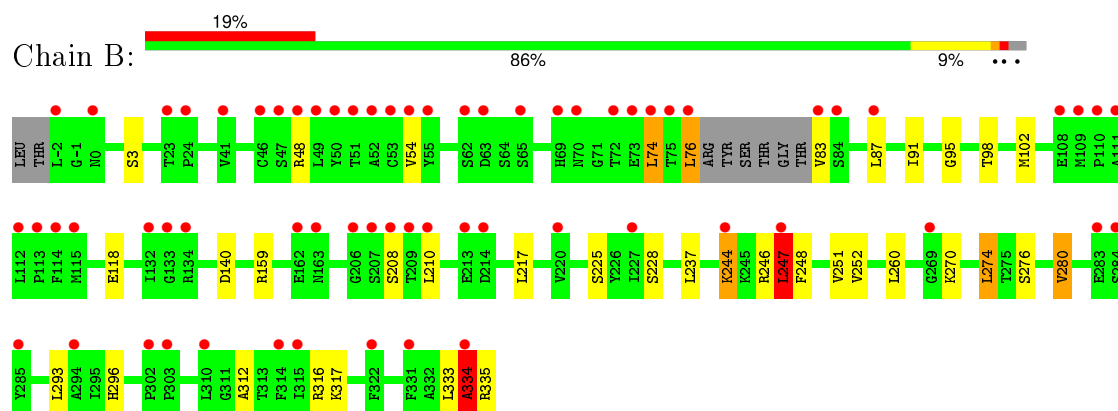 19%
Chain B:
86% 9% • • •
LEU THR L-2 G-1 N0 S3 T23 P24 V41 C46 S47 R48 L49 Y50 T51 A52 C53 V54 V55 S62 D63 S64 S65 H69 N70 G71 T72 E73 L74 T75 L76 ARG TYR SER THR GLY THR V83 S84 L87 I91 G95 T98 M102 E108 M109 P110
L112 P113 F114 M115 E118 I132 G133 R134 D140 R159 E162 N163 G206 S207 S208 T209 L210 E213 D214 L217 V220 S225 Y226 I227 S228 L237 K244 K245 R246 L247 F248 V251 V252 L260 G269 K270 L274 T275 S276 V280 E283
Y285 L293 A294 I295 H296 P302 P303 L310 G311 A312 T313 F314 I315 R316 K317 F322 F331 A332 L333 A334 R335